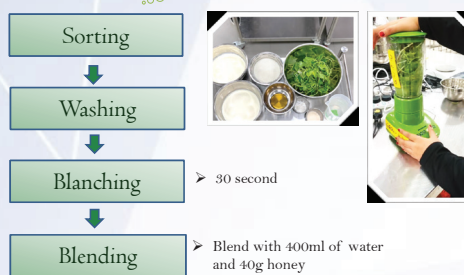 Sorting
Washing
Blanching
➢ 30 second
Blending
➢ Blend with 400ml of water
and 40g honey